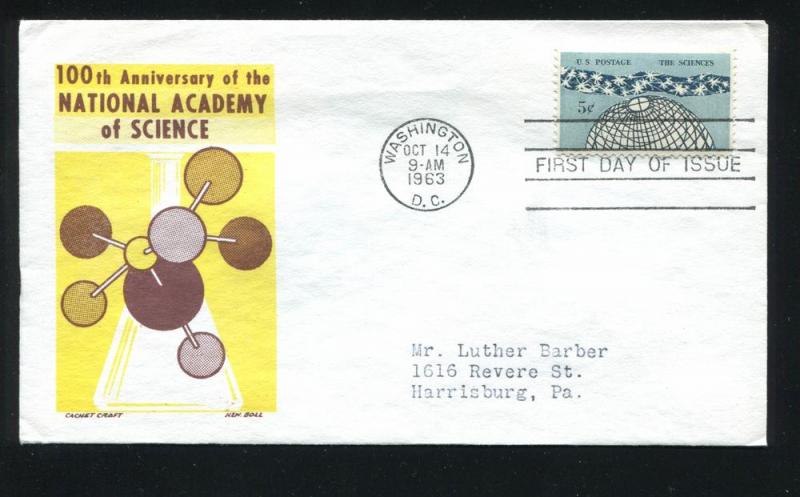 100th Anniversary of the
NATIONAL ACADEMY
of SCIENCE
CACHET CRAFT
KEN BOLL
WASHINGTON
OCT 14
9-AM
1963
D. C.
U S POSTAGE THE SCIENCES
5¢
FIRST DAY OF ISSUE
Mr. Luther Barber
1616 Revere St.
Harrisburg, Pa.